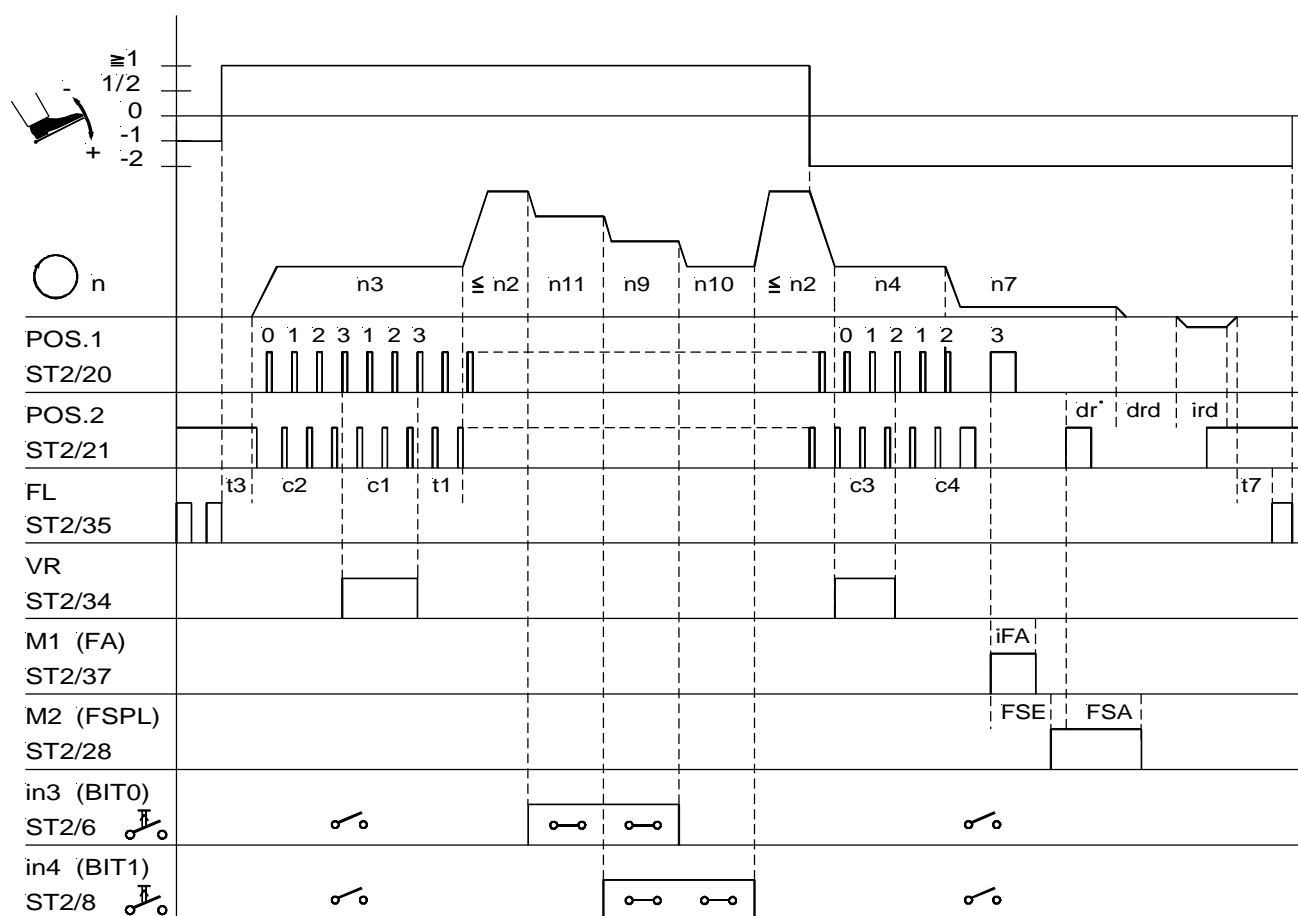 ≧1
1/2
0
-1
-2
-
+
n
n3
≦ n2
n11
n9
n10
≦ n2
n4
n7
POS.1
ST2/20
0 1 2 3 1 2 3
0 1 2 1 2 3
POS.2
ST2/21
dr* drd ird
FL
ST2/35
t3 c2 c1 t1 c3 c4 t7
VR
ST2/34
M1 (FA)
ST2/37
iFA
M2 (FSPL)
ST2/28
FSE FSA
in3 (BIT0)
ST2/6
in4 (BIT1)
ST2/8